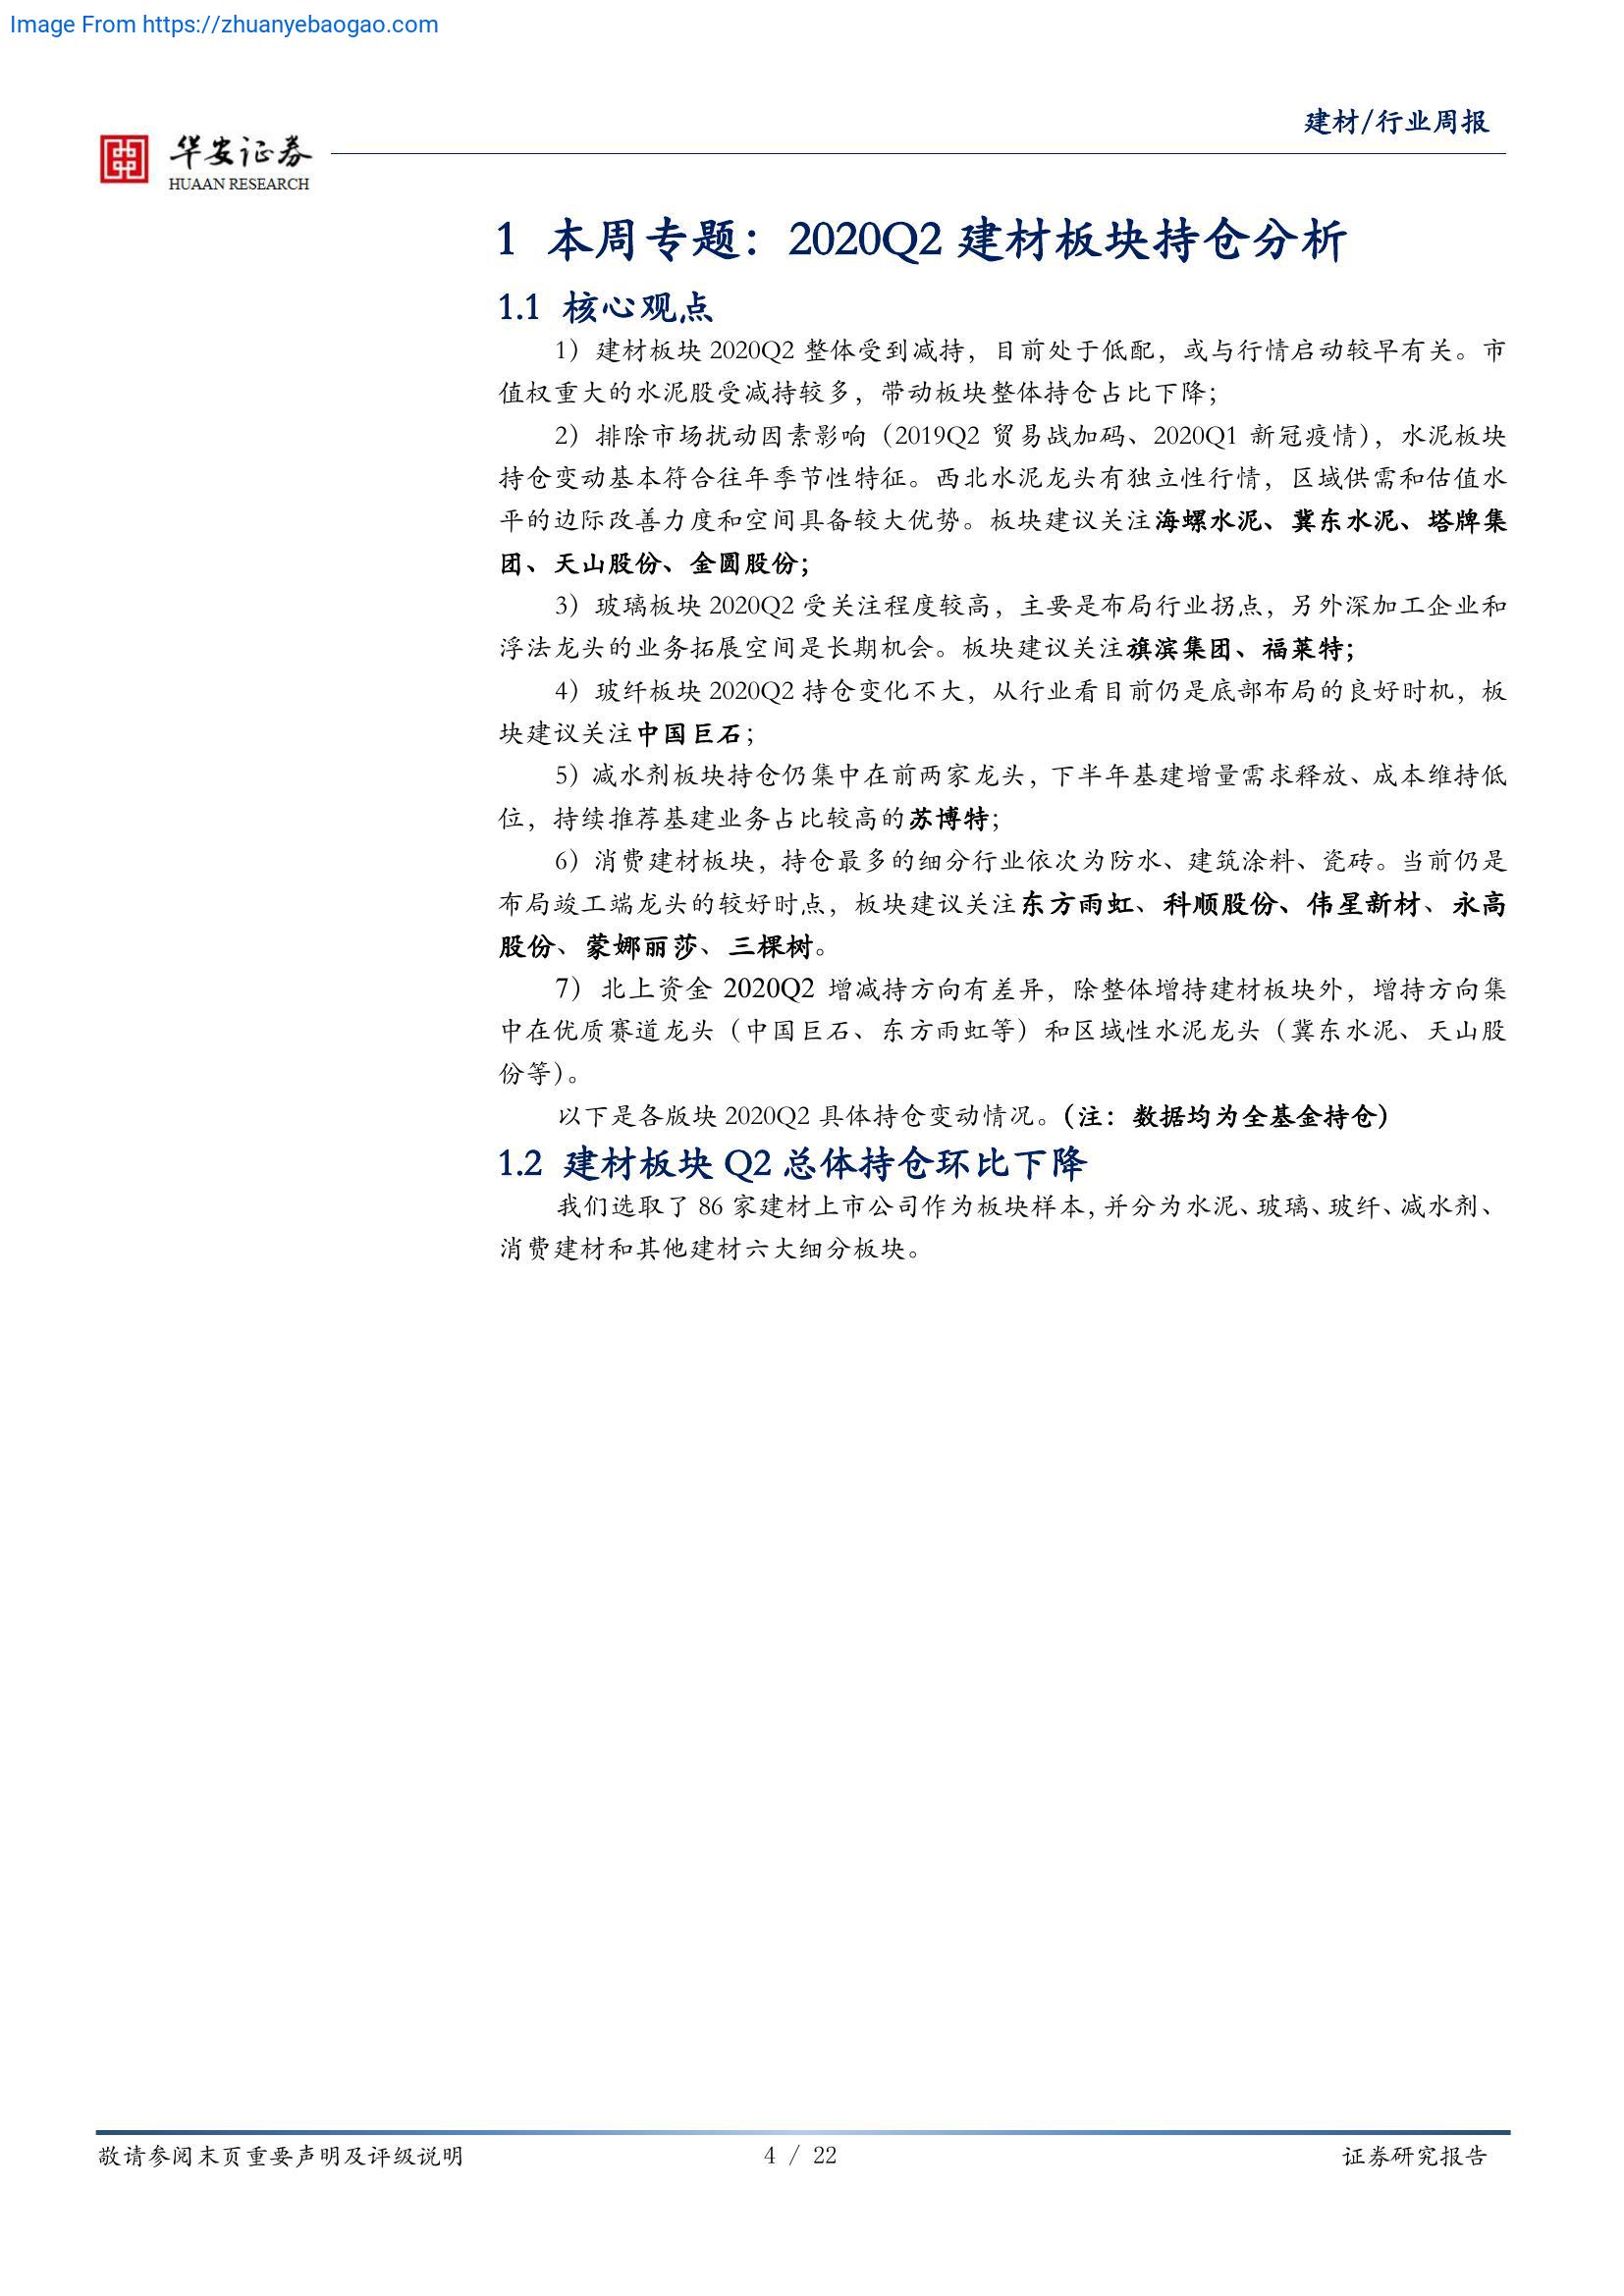 Image From https://zhuanyebaogao.com
建材/行业周报
华安证券
HUAAN RESEARCH
1 本周专题：2020Q2 建材板块持仓分析
1.1 核心观点
1）建材板块 2020Q2 整体受到减持，目前处于低配，或与行情启动较早有关。市
值权重大的水泥股受减持较多，带动板块整体持仓占比下降；
2）排除市场扰动因素影响（2019Q2 贸易战加码、2020Q1 新冠疫情），水泥板块
持仓变动基本符合往年季节性特征。西北水泥龙头有独立性行情，区域供需和估值水
平的边际改善力度和空间具备较大优势。板块建议关注海螺水泥、冀东水泥、塔牌集
团、天山股份、金圆股份；
3）玻璃板块 2020Q2 受关注程度较高，主要是布局行业拐点，另外深加工企业和
浮法龙头的业务拓展空间是长期机会。板块建议关注旗滨集团、福莱特；
4）玻纤板块 2020Q2 持仓变化不大，从行业看目前仍是底部布局的良好时机，板
块建议关注中国巨石；
5）减水剂板块持仓仍集中在前两家龙头，下半年基建增量需求释放、成本维持低
位，持续推荐基建业务占比较高的苏博特；
6）消费建材板块，持仓最多的细分行业依次为防水、建筑涂料、瓷砖。当前仍是
布局竣工端龙头的较好时点，板块建议关注东方雨虹、科顺股份、伟星新材、永高
股份、蒙娜丽莎、三棵树。
7）北上资金 2020Q2 增减持方向有差异，除整体增持建材板块外，增持方向集
中在优质赛道龙头（中国巨石、东方雨虹等）和区域性水泥龙头（冀东水泥、天山股
份等）。
以下是各版块 2020Q2 具体持仓变动情况。（注：数据均为全基金持仓）
1.2 建材板块 Q2 总体持仓环比下降
我们选取了 86 家建材上市公司作为板块样本，并分为水泥、玻璃、玻纤、减水剂、
消费建材和其他建材六大细分板块。
敬请参阅末页重要声明及评级说明
4 / 22
证券研究报告